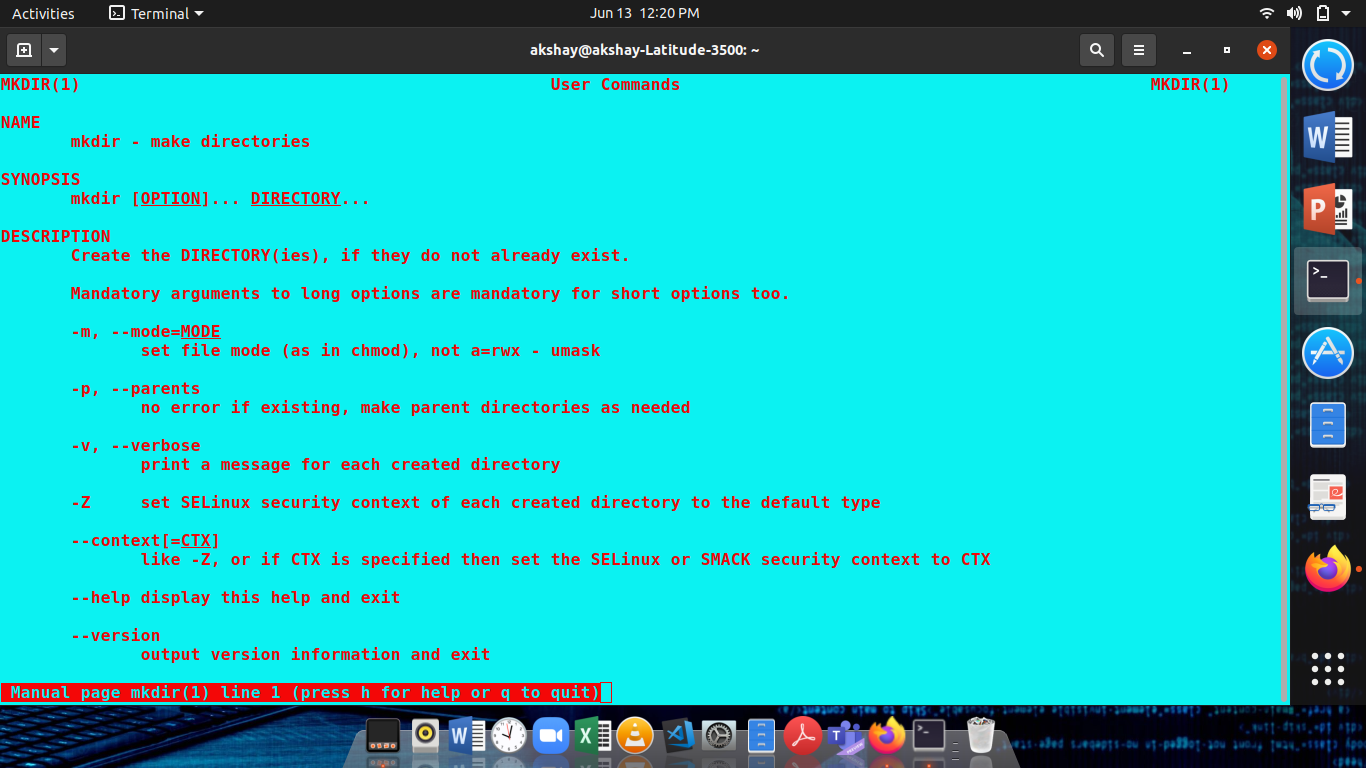 Activities Terminal Jun 13 12:20 PM
akshay@akshay-Latitude-3500: ~
MKDIR(1) User Commands MKDIR(1)
NAME
mkdir - make directories
SYNOPSIS
mkdir [OPTION]... DIRECTORY...
DESCRIPTION
Create the DIRECTORY(ies), if they do not already exist.
Mandatory arguments to long options are mandatory for short options too.
-m, --mode=MODE
set file mode (as in chmod), not a=rwx - umask
-p, --parents
no error if existing, make parent directories as needed
-v, --verbose
print a message for each created directory
-Z set SELinux security context of each created directory to the default type
--context[=CTX]
like -Z, or if CTX is specified then set the SELinux or SMACK security context to CTX
--help display this help and exit
--version
output version information and exit
Manual page mkdir(1) line 1 (press h for help or q to quit)